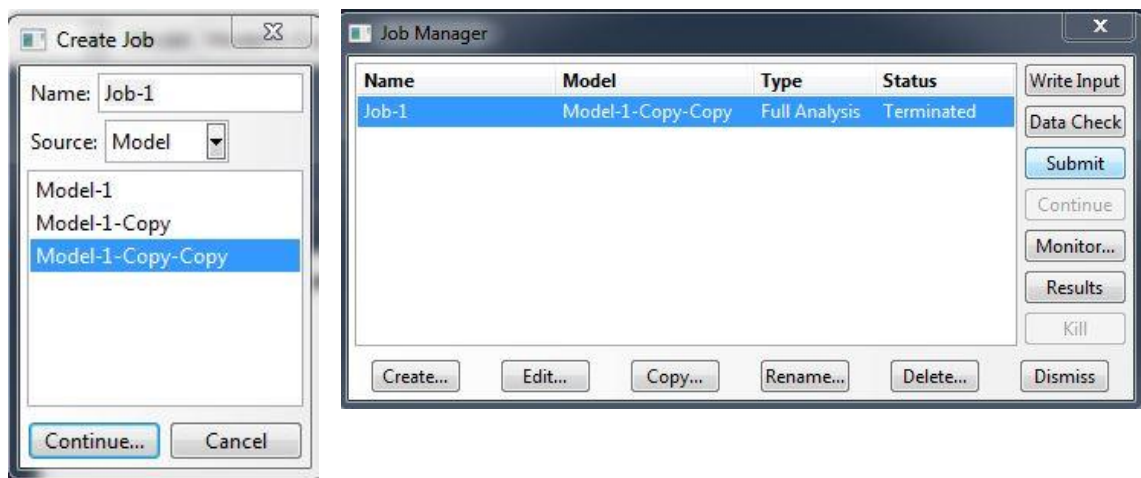 Create Job
Name: Job-1
Source: Model
Model-1
Model-1-Copy
Model-1-Copy-Copy
Continue... Cancel
Job Manager X
Name Model Type Status
Job-1 Model-1-Copy-Copy Full Analysis Terminated
Write Input
Data Check
Submit
Continue
Monitor...
Results
Kill
Create... Edit... Copy... Rename... Delete... Dismiss